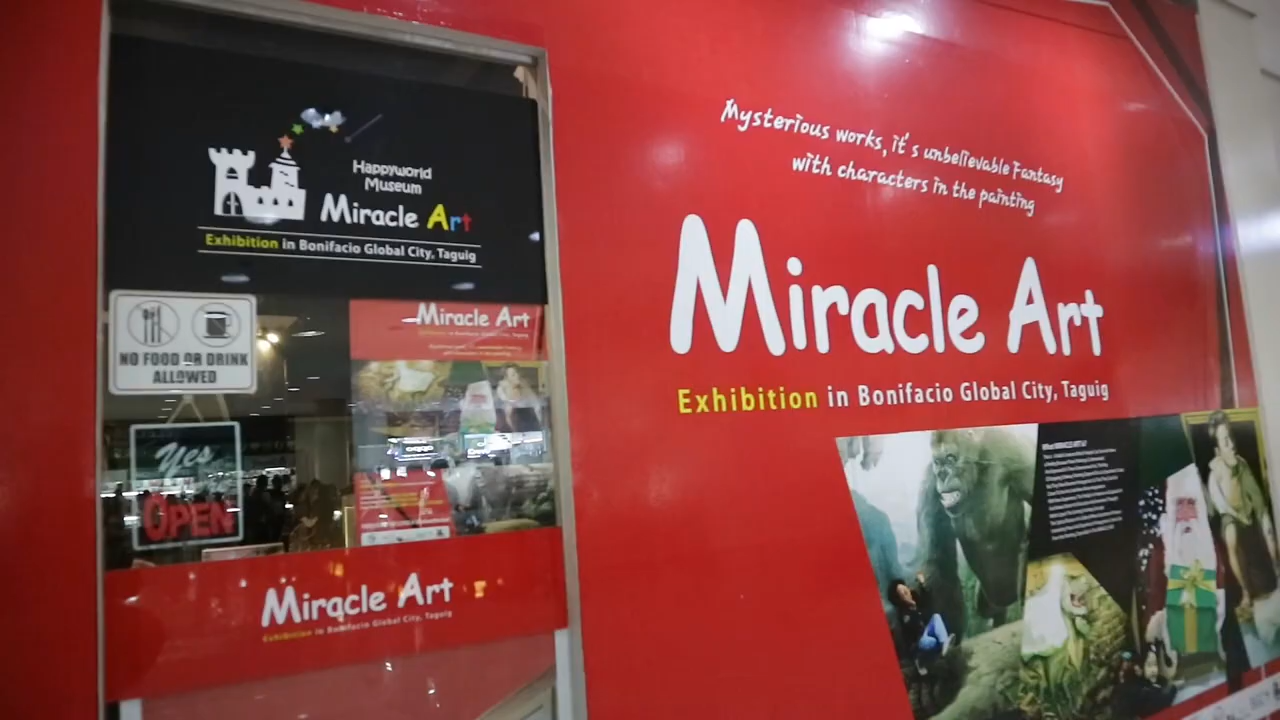 Happyworld
Museum
Miracle Art
Exhibition in Bonifacio Global City, Taguig
NO FOOD OR DRINK
ALLOWED
Yes
OPEN
Miracle Art
oppo
Miracle Art
Exhibition in Bonifacio Global City, Taguig
Mysterious works, it's unbelievable Fantasy
with characters in the painting
Miracle Art
Exhibition in Bonifacio Global City, Taguig